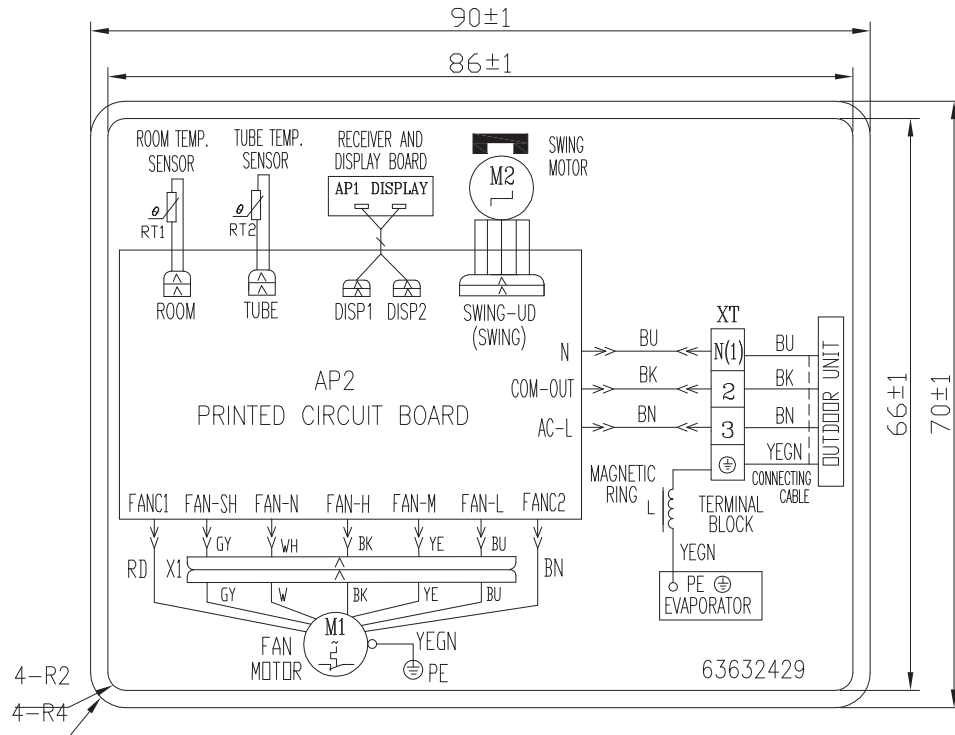 90±1
86±1
ROOM TEMP.
SENSOR
TUBE TEMP.
SENSOR
RECEIVER AND
DISPLAY BOARD
SWING
MOTOR
AP1 DISPLAY
M2
θ
RT1
θ
RT2
ROOM
TUBE
DISP1
DISP2
SWING-UD
(SWING)
XT
N
BU
N(1)
BU
COM-OUT
BK
2
BK
AC-L
BN
3
BN
YEGN
OUTDOOR UNIT
CONNECTING
CABLE
AP2
PRINTED CIRCUIT BOARD
66±1
70±1
MAGNETIC
RING
L
TERMINAL
BLOCK
YEGN
PE
EVAPORATOR
FANC1
FAN-SH
FAN-N
FAN-H
FAN-M
FAN-L
FANC2
GY
WH
BK
YE
BU
RD
X1
BN
GY
W
BK
YE
BU
M1
~
FAN
MOTOR
YEGN
PE
63632429
4-R2
4-R4